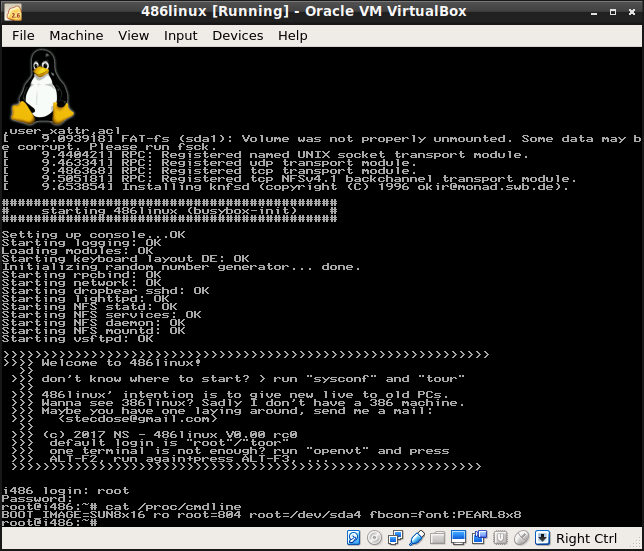 486linux [Running] - Oracle VM VirtualBox
File Machine View Input Devices Help
,user_xattr,acl
[    9.093918] FAT-fs (sda1): Volume was not properly unmounted. Some data may b
e corrupt. Please run fsck.
[    9.440421] RPC: Registered named UNIX socket transport module.
[    9.463341] RPC: Registered udp transport module.
[    9.486368] RPC: Registered tcp transport module.
[    9.505181] RPC: Registered tcp NFSv4.1 backchannel transport module.
[    9.653854] Installing knfsd (copyright (C) 1996 okir@monad.swb.de).
##########################################
#    starting 486linux (busybox-init)    #
##########################################
Setting up console...OK
Starting logging: OK
Loading modules: OK
Starting keyboard layout DE: OK
Initializing random number generator... done.
Starting rpcbind: OK
Starting network: OK
Starting dropbear sshd: OK
Starting lighttpd: OK
Starting NFS statd: OK
Starting NFS services: OK
Starting NFS daemon: OK
Starting NFS mountd: OK
Starting vsftpd: OK
>>>>>>>>>>>>>>>>>>>>>>>>>>>>>>>>>>>>>>>>>>>>>>>>>>>>>>>>>>>>>
>>>> Welcome to 486linux!
>>
>>> don't know where to start? > run "sysconf" and "tour"
>>
>>> 486linux' intention is to give new live to old PCs.
>>> Wanna see 386linux? Sadly I don't have a 386 machine.
>>> Maybe you have one laying around, send me a mail:
>>>   <stecdose@gmail.com>
>>
>>> (c) 2017 NS - 486linux V0.00 rc0
>>>  default login is "root"/"toor"
>>>  one terminal is not enough? run "openvt" and press
>>>  ALT-F2, run again+press ALT-F3, ...
>>>>>>>>>>>>>>>>>>>>>>>>>>>>>>>>>>>>>>>>>>>>>>>>>>>>>>>>>>>
i486 login: root
Password:
root@i486:~# cat /proc/cmdline
BOOT_IMAGE=SUN8x16 ro root=804 root=/dev/sda4 fbcon=font:PEARL8x8
root@i486:~#
Right Ctrl